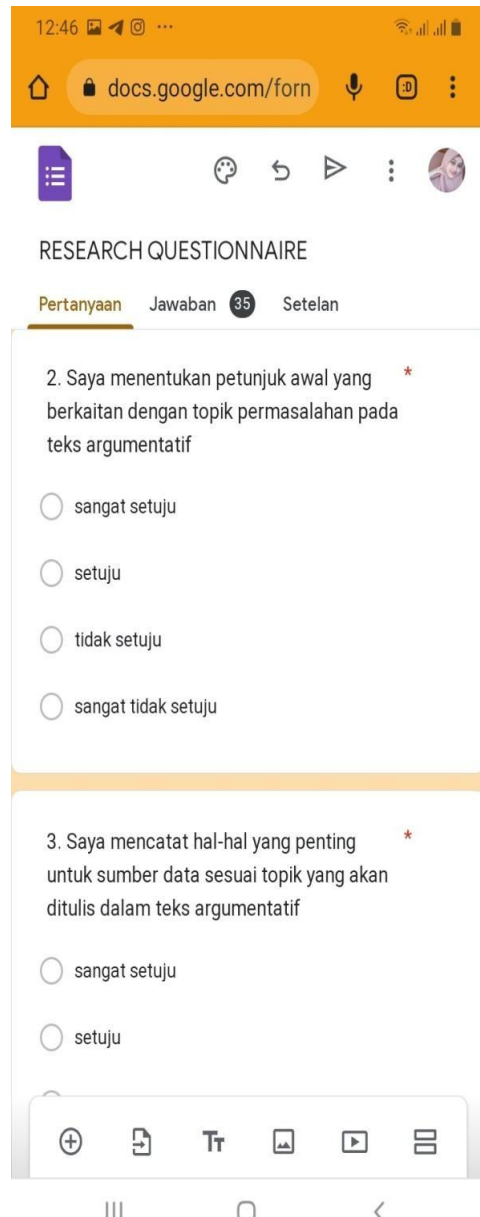 12:46
docs.google.com/forn
:D
RESEARCH QUESTIONNAIRE
Pertanyaan Jawaban 35 Setelan
2. Saya menentukan petunjuk awal yang *
berkaitan dengan topik permasalahan pada
teks argumentatif
sangat setuju
setuju
tidak setuju
sangat tidak setuju
3. Saya mencatat hal-hal yang penting *
untuk sumber data sesuai topik yang akan
ditulis dalam teks argumentatif
sangat setuju
setuju
Tт